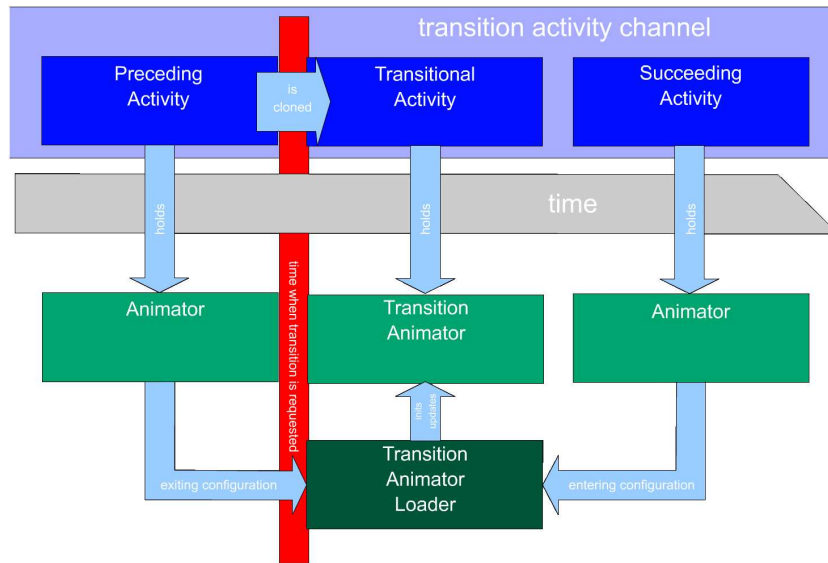 transition activity channel
Preceding
Activity
is
cloned
Transitional
Activity
Succeeding
Activity
time
holds
holds
holds
time when transition is requested
Animator
Transition
Animator
Animator
inits
updates
Transition
Animator
Loader
exiting configuration
entering configuration